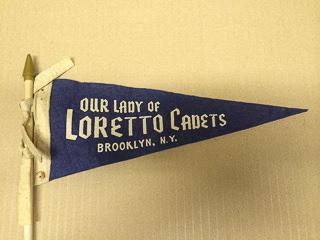 OUR LADY OF
LORETTO CADETS
BROOKLYN, N.Y.